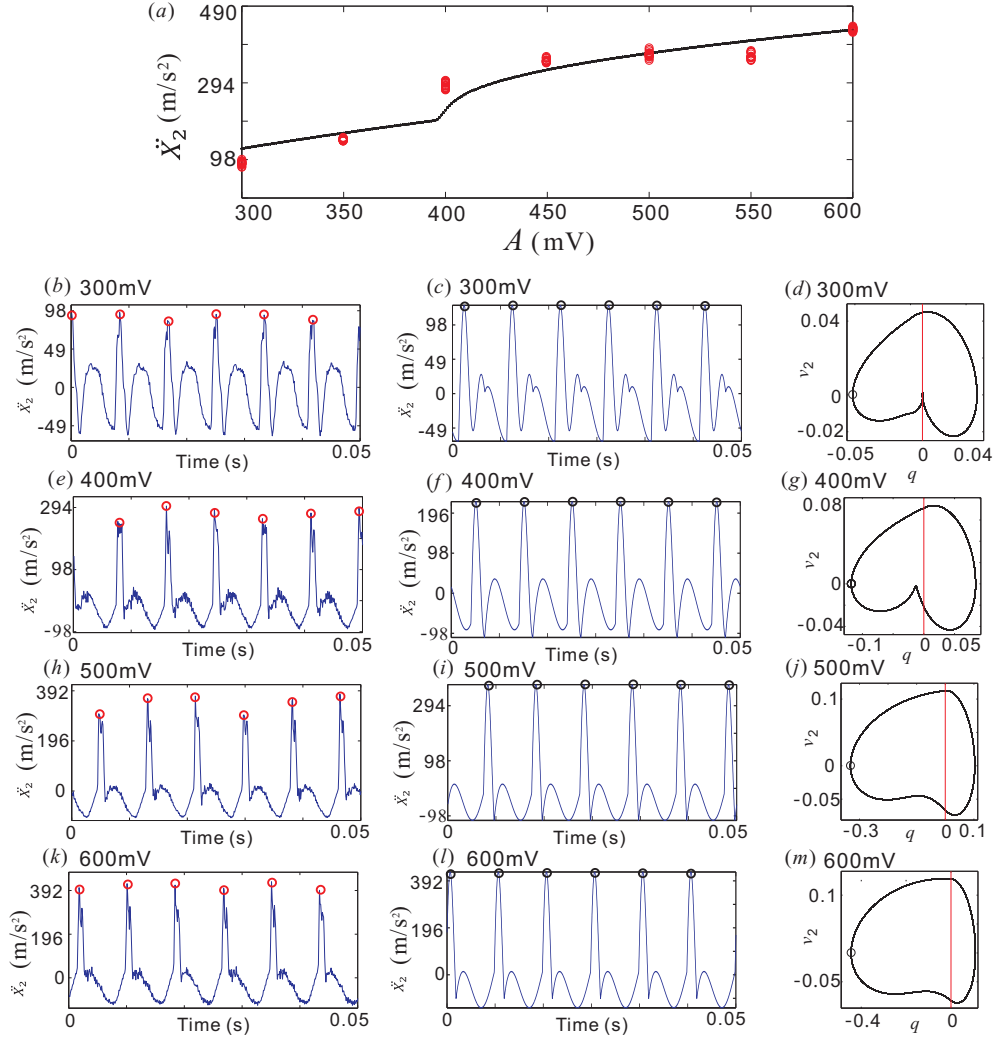 (a)
490
294
98
Ẍ₂ (m/s²)
300 350 400 450 500 550 600
A (mV)
(b) 300mV
98
49
0
-49
ẍ₂ (m/s²)
0 Time (s) 0.05
(c) 300mV
98
49
0
-49
ẍ₂ (m/s²)
0 Time (s) 0.05
(d) 300mV
0.04
v₂
0
-0.02
-0.05 0 0.04
q
(e) 400mV
294
98
-98
ẍ₂ (m/s²)
0 Time (s) 0.05
(f) 400mV
196
98
0
-98
ẍ₂ (m/s²)
0 Time (s) 0.05
(g) 400mV
0.08
v₂
0
-0.04
-0.1 0 0.05
q
(h) 500mV
392
196
0
ẍ₂ (m/s²)
0 Time (s) 0.05
(i) 500mV
294
98
-98
ẍ₂ (m/s²)
0 Time (s) 0.05
(j) 500mV
0.1
v₂
0
-0.05
-0.3 0 0.1
q
(k) 600mV
392
196
0
ẍ₂ (m/s²)
0 Time (s) 0.05
(l) 600mV
392
196
0
ẍ₂ (m/s²)
0 Time (s) 0.05
(m) 600mV
0.1
v₂
-0.05
-0.4 0
q